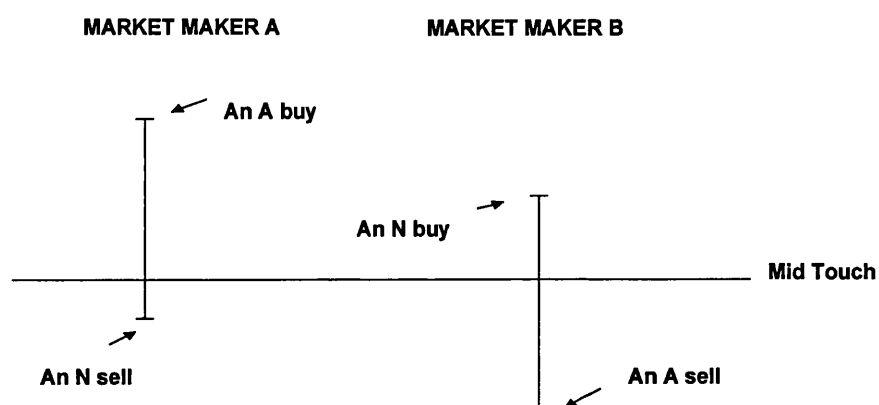 MARKET MAKER A
MARKET MAKER B
An A buy
An N buy
Mid Touch
An N sell
An A sell